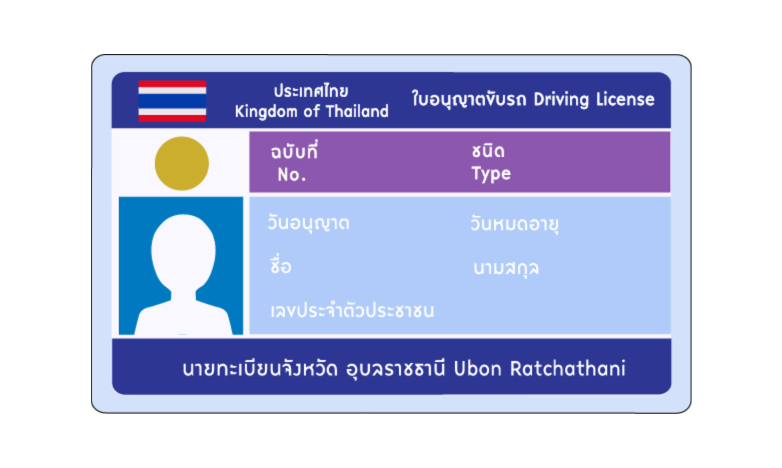 ประเทศไทย
Kingdom of Thailand
ใบอนุญาตขับรถ Driving License
ฉบับที่
No.
ชนิด
Type
วันอนุญาต
วันหมดอายุ
ชื่อ
นามสกุล
เลขประจำตัวประชาชน
นายทะเบียนจังหวัด อุบลราชธานี Ubon Ratchathani